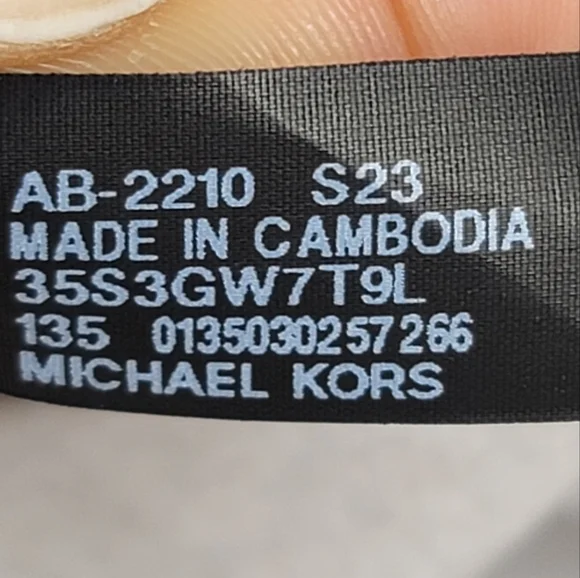 AB-2210 S23
MADE IN CAMBODIA
35S3GW7T9L
135 0135030257266
MICHAEL KORS